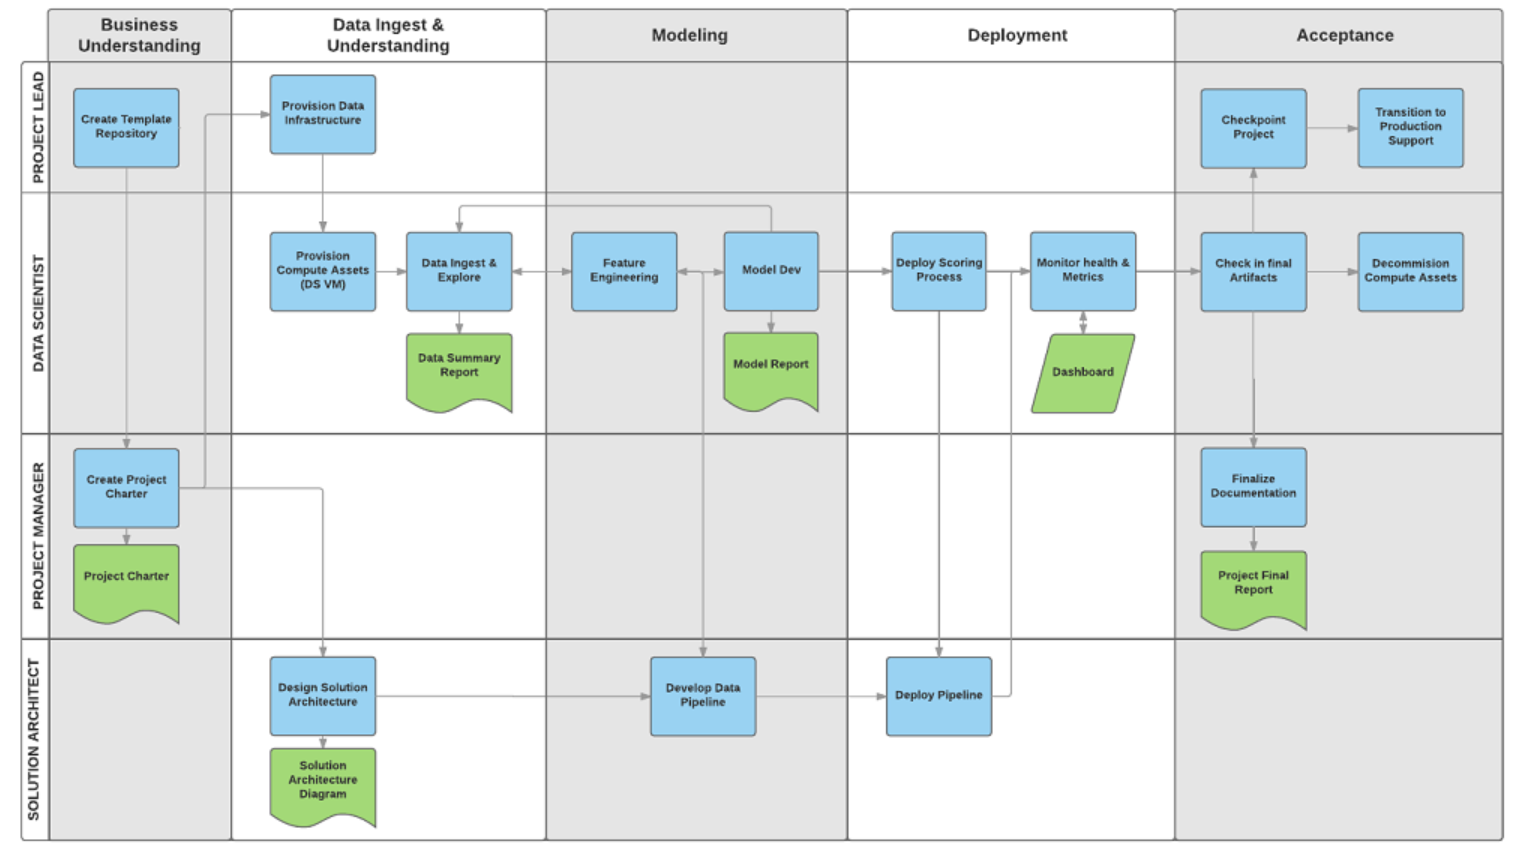 Business
Understanding
Data Ingest &
Understanding
Modeling
Deployment
Acceptance
PROJECT LEAD
Create Template
Repository
Provision Data
Infrastructure
Checkpoint
Project
Transition to
Production
Support
DATA SCIENTIST
Provision
Compute Assets
(DS VM)
Data Ingest &
Explore
Feature
Engineering
Model Dev
Deploy Scoring
Process
Monitor health &
Metrics
Check in final
Artifacts
Decommision
Compute Assets
Data Summary
Report
Model Report
Dashboard
PROJECT MANAGER
Create Project
Charter
Finalize
Documentation
Project Charter
Project Final
Report
SOLUTION ARCHITECT
Design Solution
Architecture
Develop Data
Pipeline
Deploy Pipeline
Solution
Architecture
Diagram